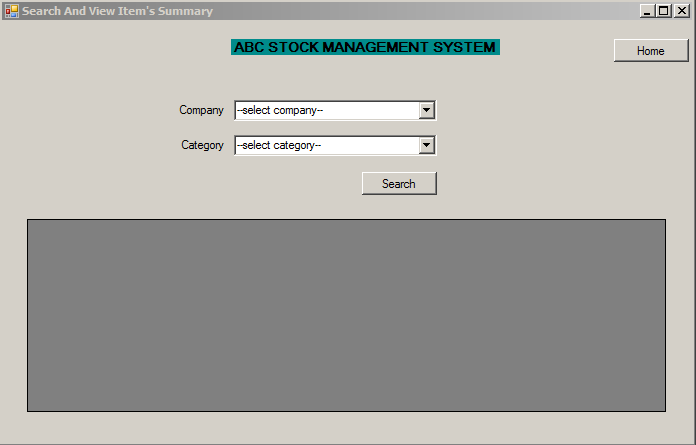 Search And View Item's Summary
ABC STOCK MANAGEMENT SYSTEM
Home
Company
--select company--
Category
--select category--
Search